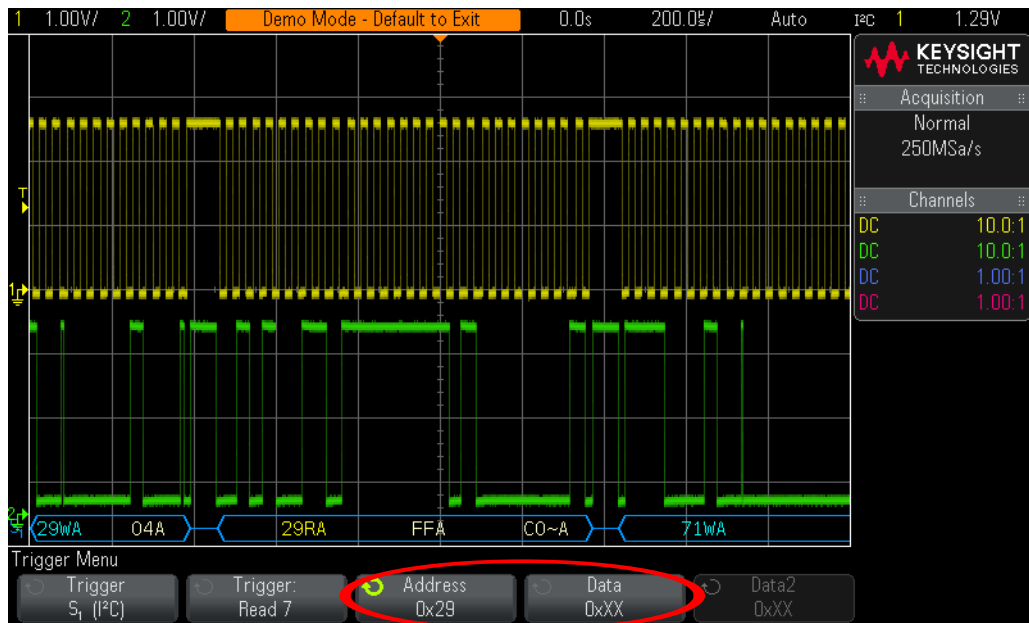 1 1.00V/ 2 1.00V/ Demo Mode - Default to Exit 0.0s 200.0µs/ Auto I²C 1 1.29V
KEYSIGHT
TECHNOLOGIES
Acquisition
Normal
250MSa/s
Channels
DC 10.0:1
DC 10.0:1
DC 1.00:1
DC 1.00:1
T
1
2
S₁
29WA 04A 29RA FFA C0~A 71WA
Trigger Menu
Trigger
S₁ (I²C)
Trigger:
Read 7
Address
0x29
Data
0xXX
Data2
0xXX